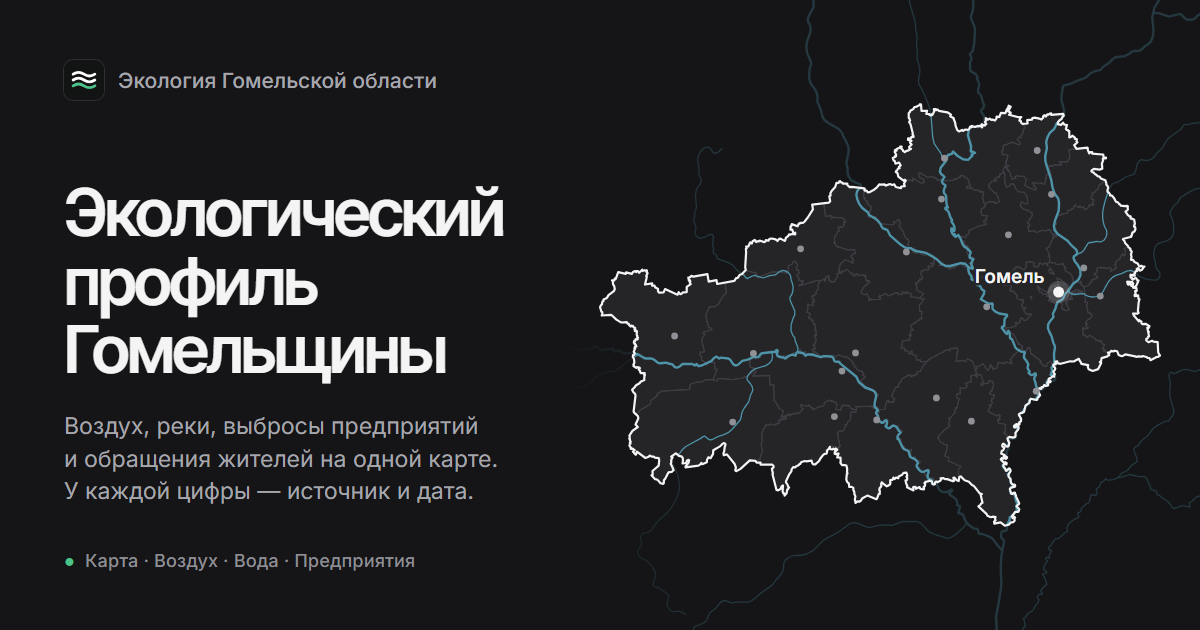 Экология Гомельской области
Экологический
профиль
Гомельщины
Воздух, реки, выбросы предприятий
и обращения жителей на одной карте.
У каждой цифры — источник и дата.
Карта · Воздух · Вода · Предприятия
Гомель